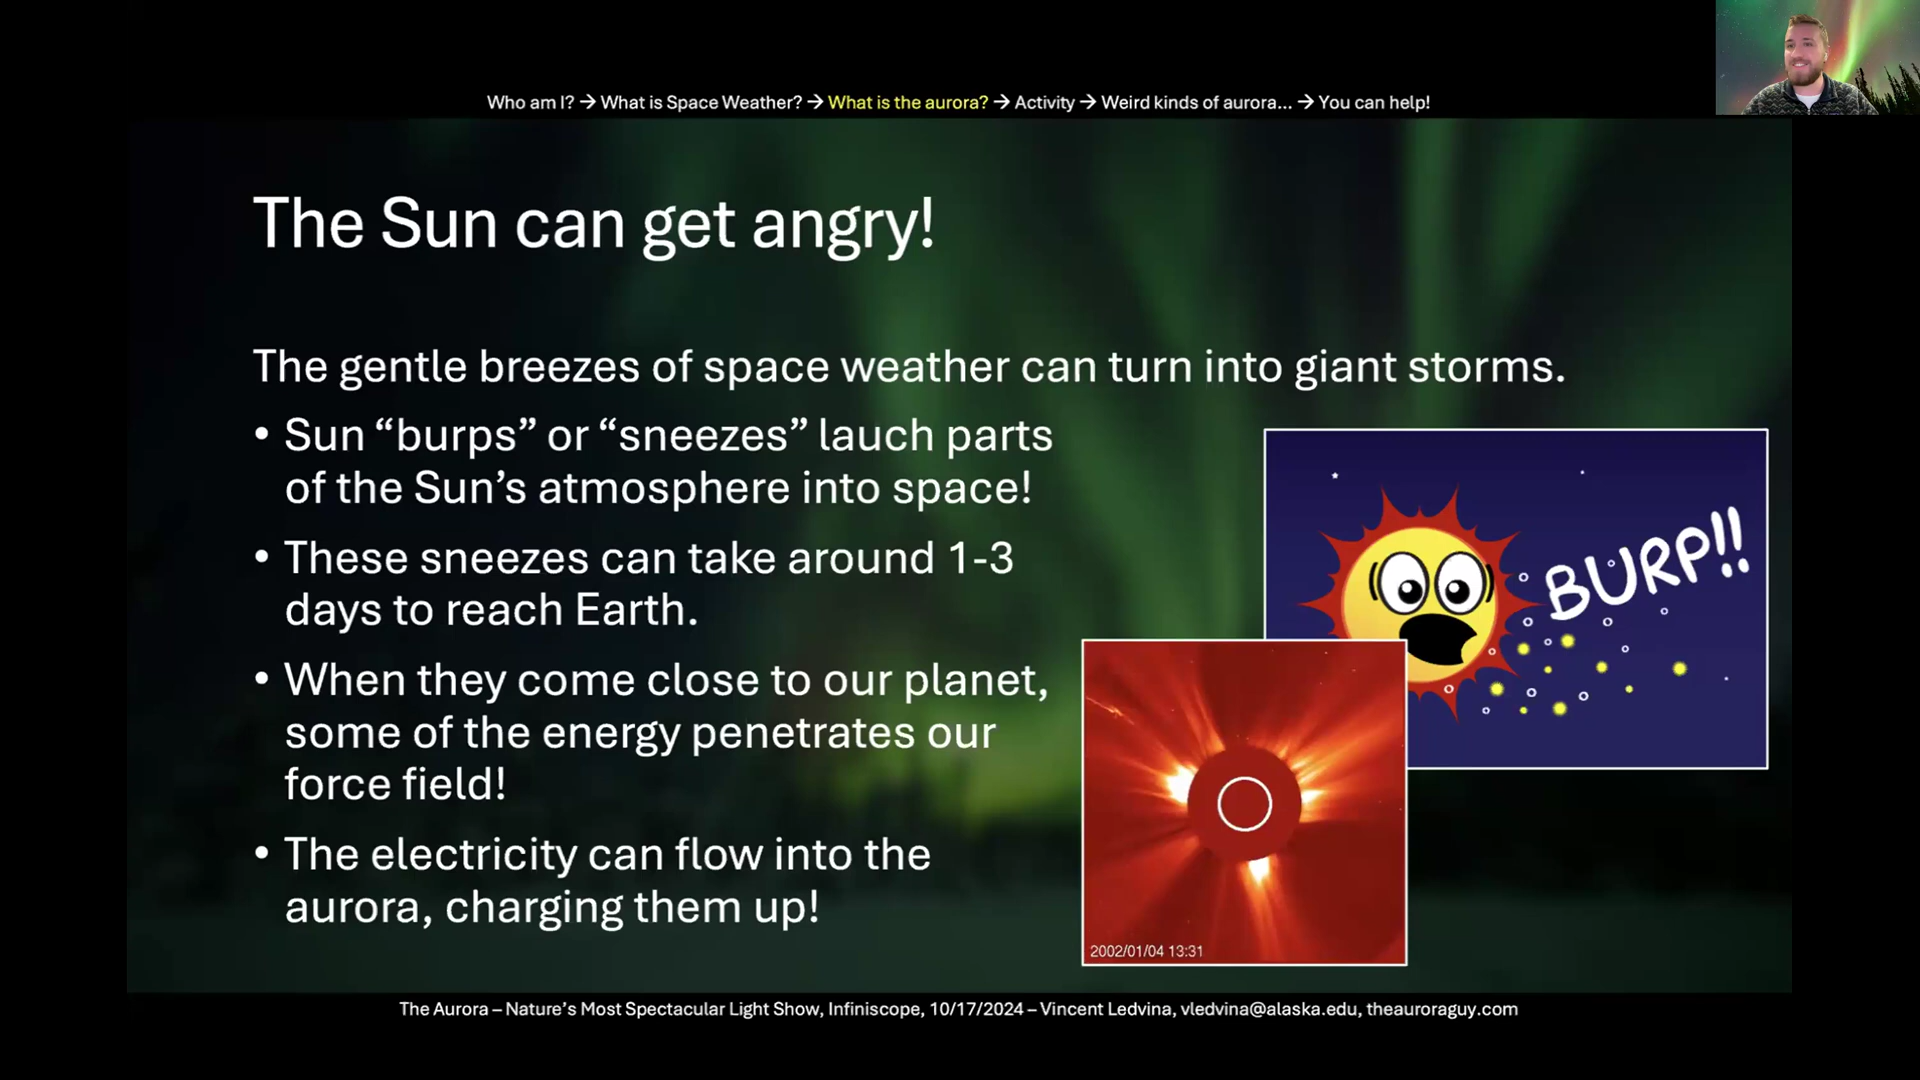 Who am I? → What is Space Weather? → What is the aurora? → Activity → Weird kinds of aurora... → You can help!
The Sun can get angry!
The gentle breezes of space weather can turn into giant storms.
• Sun “burps” or “sneezes” lauch parts
of the Sun’s atmosphere into space!
• These sneezes can take around 1-3
days to reach Earth.
• When they come close to our planet,
some of the energy penetrates our
force field!
• The electricity can flow into the
aurora, charging them up!
BURP!!
2002/01/04 13:31
The Aurora – Nature’s Most Spectacular Light Show, Infiniscope, 10/17/2024 – Vincent Ledvina, vledvina@alaska.edu, theauroraguy.com